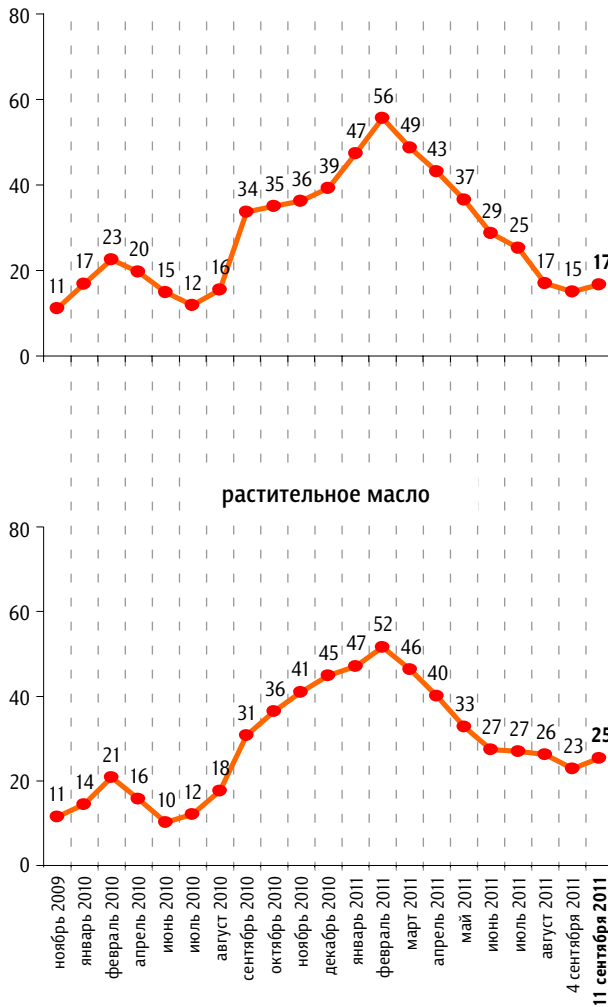 80
60
40
20
0
11
17
23
20
15
12
16
34
35
36
39
47
56
49
43
37
29
25
17
15
17
растительное масло
80
60
40
20
0
11
14
21
16
10
12
18
31
36
41
45
47
52
46
40
33
27
27
26
23
25
ноябрь 2009
январь 2010
февраль 2010
апрель 2010
июнь 2010
июль 2010
август 2010
сентябрь 2010
октябрь 2010
ноябрь 2010
декабрь 2010
январь 2011
февраль 2011
март 2011
апрель 2011
май 2011
июнь 2011
июль 2011
август 2011
4 сентября 2011
11 сентября 2011